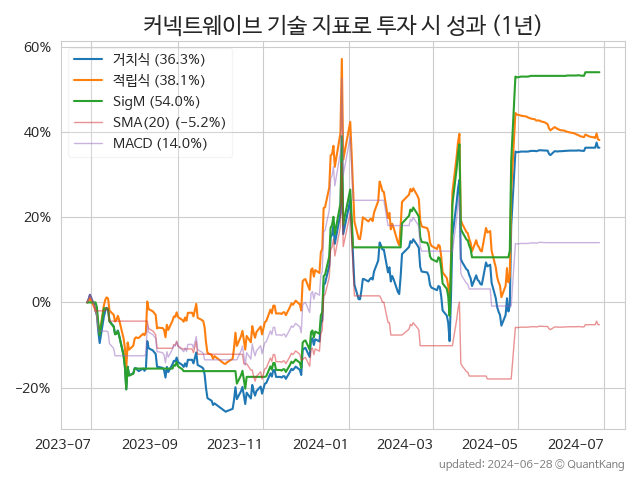 커넥트웨이브 기술 지표로 투자 시 성과 (1년)
60%
40%
20%
0%
−20%
거치식 (36.3%)
적립식 (38.1%)
SigM (54.0%)
SMA(20) (−5.2%)
MACD (14.0%)
2023-07 2023-09 2023-11 2024-01 2024-03 2024-05 2024-07
updated: 2024-06-28 © QuantKang